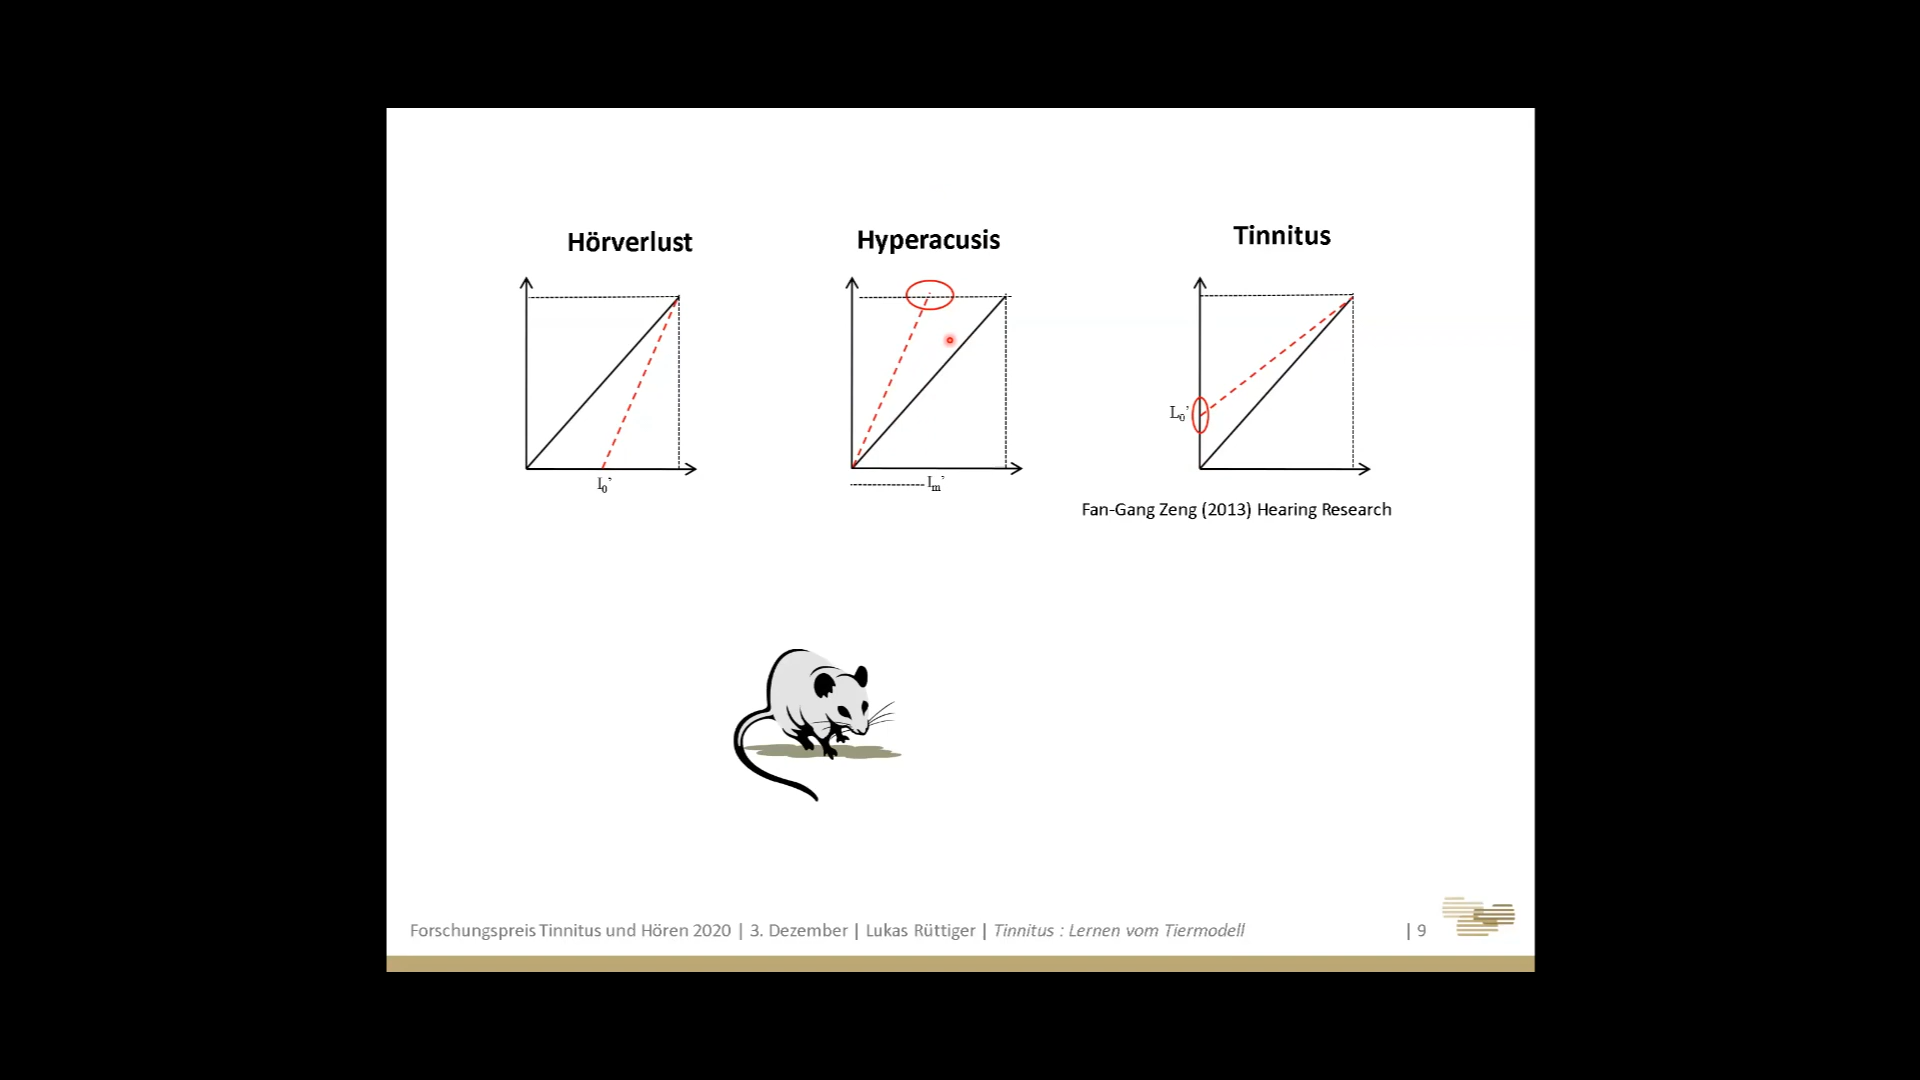 Hörverlust
Hyperacusis
Tinnitus
I₀'
Iₘ'
L₀'
Fan-Gang Zeng (2013) Hearing Research
Forschungspreis Tinnitus und Hören 2020 | 3. Dezember | Lukas Rüttiger | Tinnitus : Lernen vom Tiermodell | 9